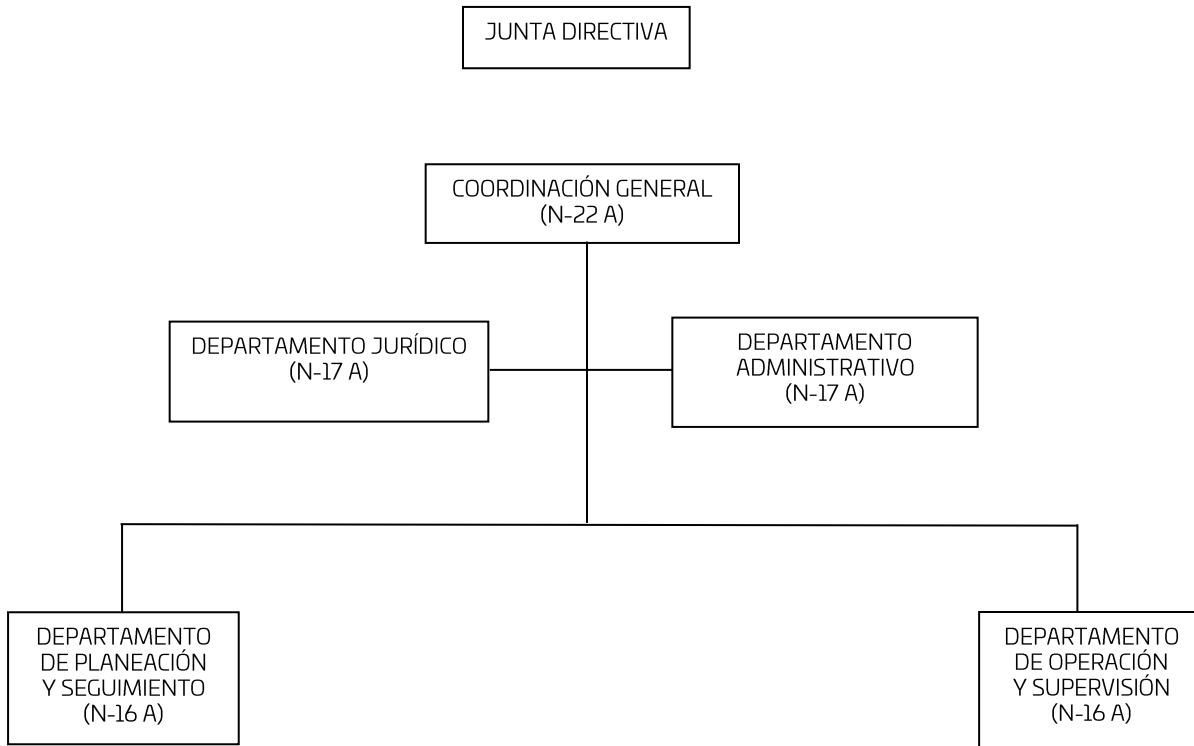 JUNTA DIRECTIVA
COORDINACIÓN GENERAL
(N-22 A)
DEPARTAMENTO JURÍDICO
(N-17 A)
DEPARTAMENTO
ADMINISTRATIVO
(N-17 A)
DEPARTAMENTO
DE PLANEACIÓN
Y SEGUIMIENTO
(N-16 A)
DEPARTAMENTO
DE OPERACIÓN
Y SUPERVISIÓN
(N-16 A)